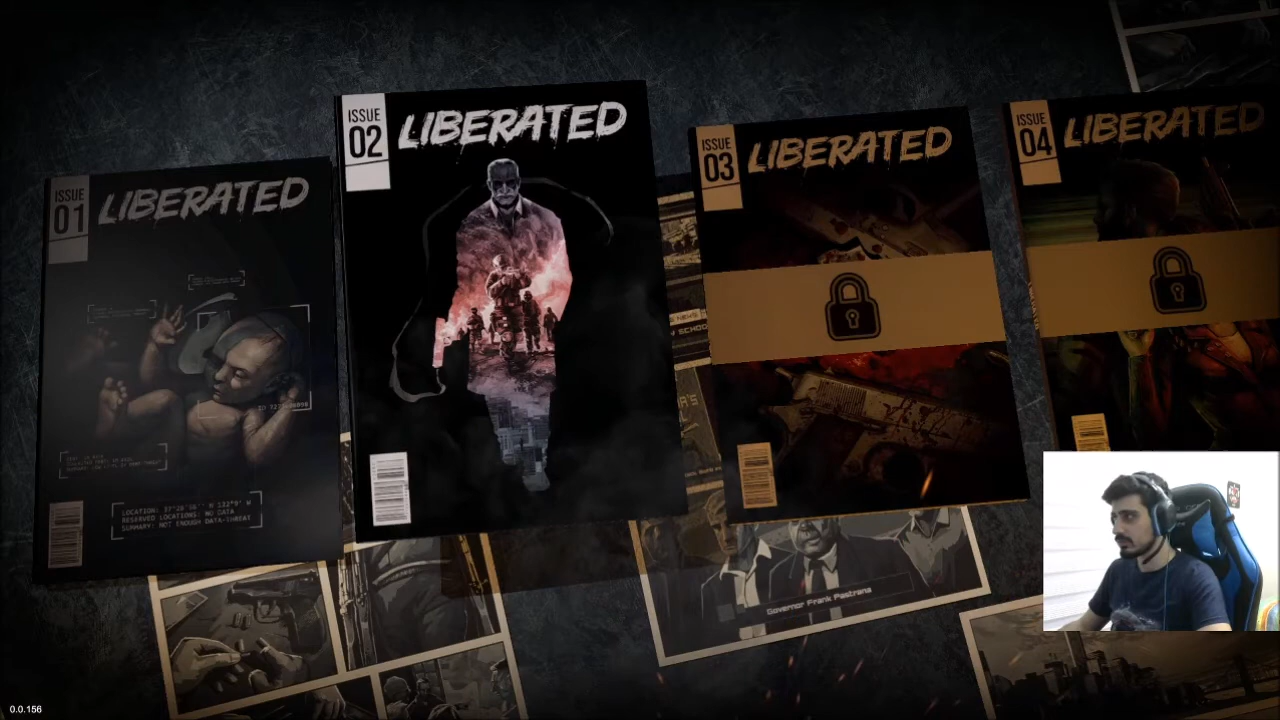 ISSUE
01
LIBERATED
LOCATION:
RESERVED LOCATIONS: NO DATA
SUMMARY: NOT ENOUGH DATA-THREAT
ISSUE
02
LIBERATED
ISSUE
03
LIBERATED
ISSUE
04
LIBERATED
Governor Frank Pastrana
0.0.156